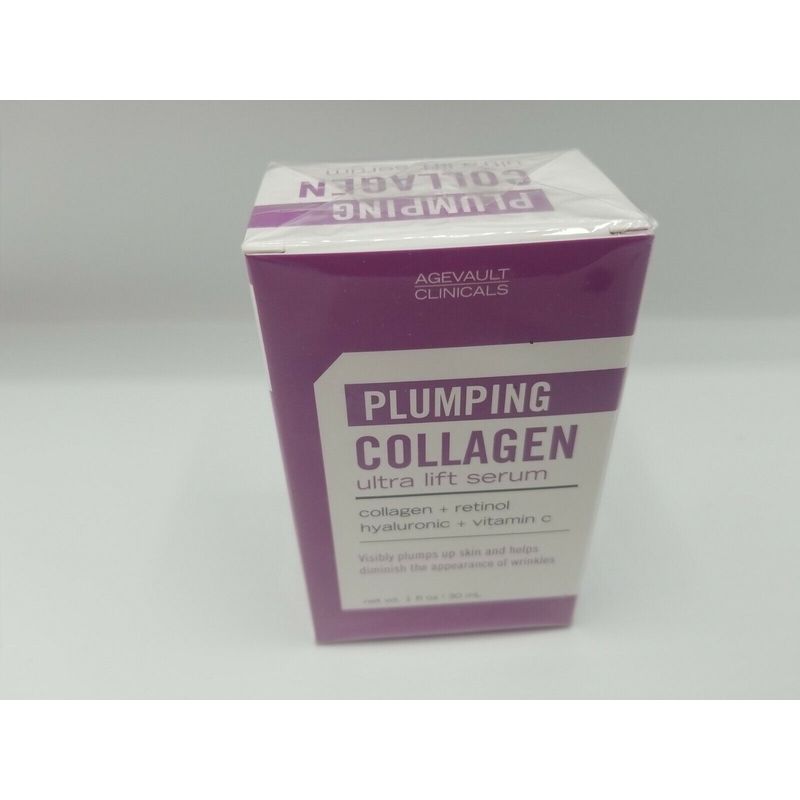 ultra lift serum
COLLAGEN
PLUMPING
AGEVAULT
CLINICALS
PLUMPING
COLLAGEN
ultra lift serum
collagen + retinol
hyaluronic + vitamin c
Visibly plumps up skin and helps
diminish the appearance of wrinkles
net wt. 1 fl oz / 30 mL